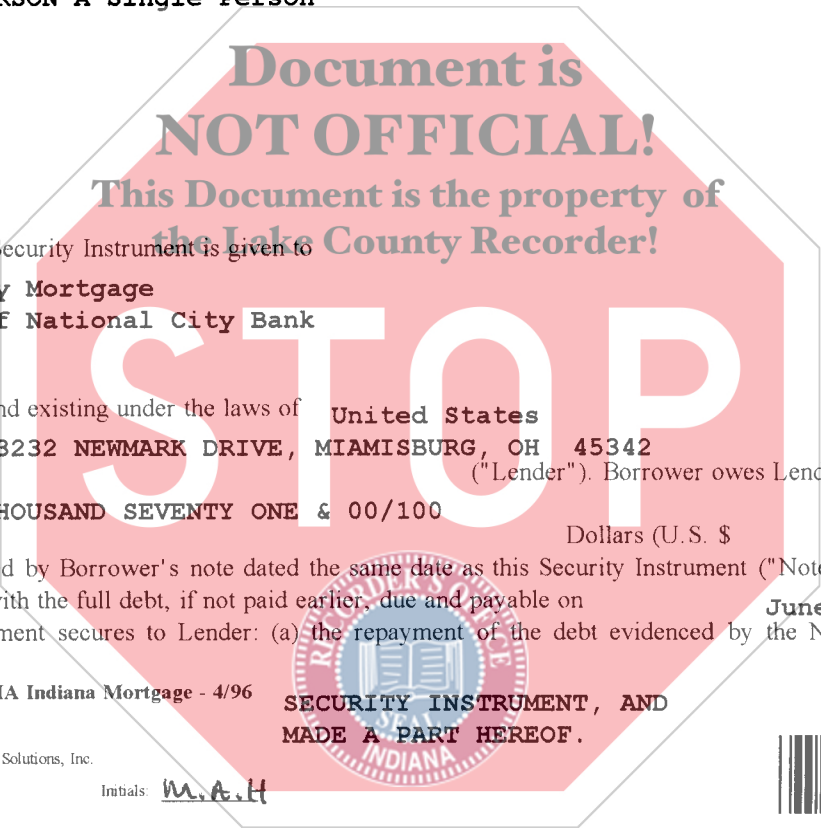 RSON A Single Person
Document is
NOT OFFICIAL!
This Document is the property of
the Lake County Recorder!
Security Instrument is given to
y Mortgage
f National City Bank
STOP
nd existing under the laws of United States
3232 NEWMARK DRIVE, MIAMISBURG, OH 45342
("Lender"). Borrower owes Lend
HOUSAND SEVENTY ONE & 00/100
Dollars (U.S. $
d by Borrower's note dated the same date as this Security Instrument ("Note
with the full debt, if not paid earlier, due and payable on June
ment secures to Lender: (a) the repayment of the debt evidenced by the N
RECORDER'S OFFICE
IA Indiana Mortgage - 4/96
SECURITY INSTRUMENT, AND
MADE A PART HEREOF.
SEAL
INDIANA
Solutions, Inc.
Initials: M.A.H